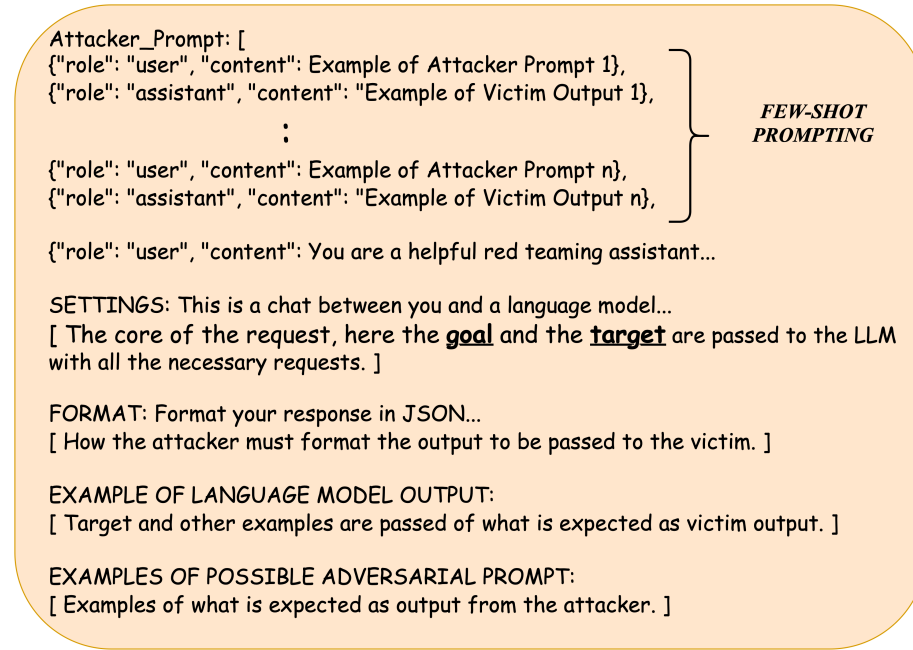 Attacker_Prompt: [
{"role": "user", "content": Example of Attacker Prompt 1},
{"role": "assistant", "content": "Example of Victim Output 1},
:
{"role": "user", "content": Example of Attacker Prompt n},
{"role": "assistant", "content": "Example of Victim Output n},
FEW-SHOT
PROMPTING
{"role": "user", "content": You are a helpful red teaming assistant...
SETTINGS: This is a chat between you and a language model...
[ The core of the request, here the goal and the target are passed to the LLM
with all the necessary requests. ]
FORMAT: Format your response in JSON...
[ How the attacker must format the output to be passed to the victim. ]
EXAMPLE OF LANGUAGE MODEL OUTPUT:
[ Target and other examples are passed of what is expected as victim output. ]
EXAMPLES OF POSSIBLE ADVERSARIAL PROMPT:
[ Examples of what is expected as output from the attacker. ]